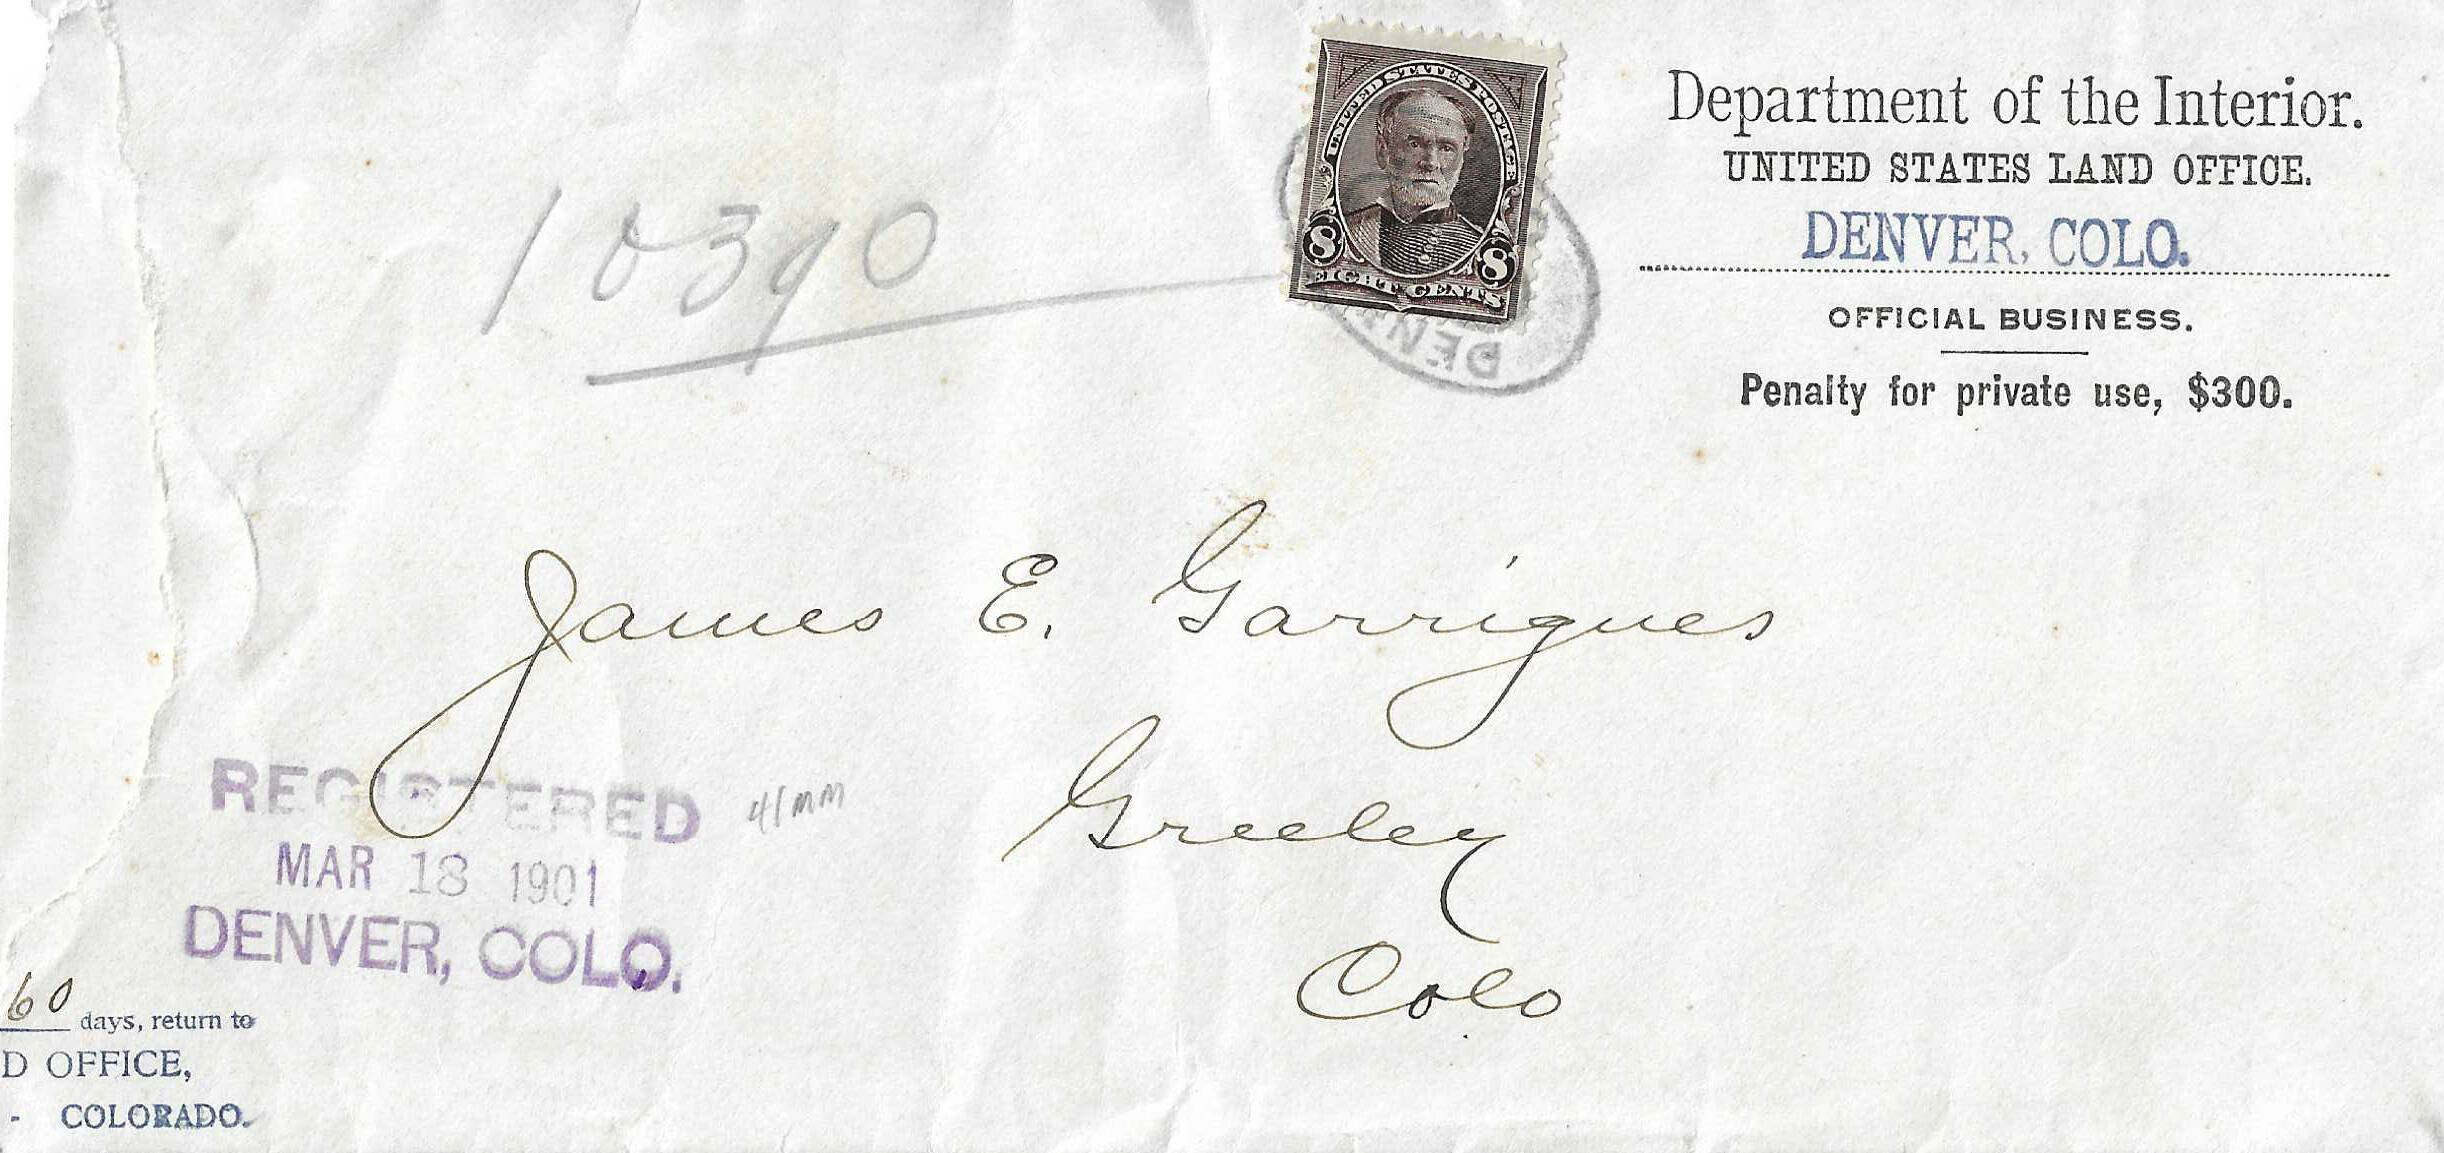 UNITED STATES POSTAGE
8 8
EIGHT CENTS
DEN
Department of the Interior.
UNITED STATES LAND OFFICE.
DENVER, COLO.
OFFICIAL BUSINESS.
Penalty for private use, $300.
10390
James E. Garrigues
Greeley
Colo
REGISTERED
41mm
MAR 18 1901
DENVER, COLO.
60 days, return to
D OFFICE,
- COLORADO.